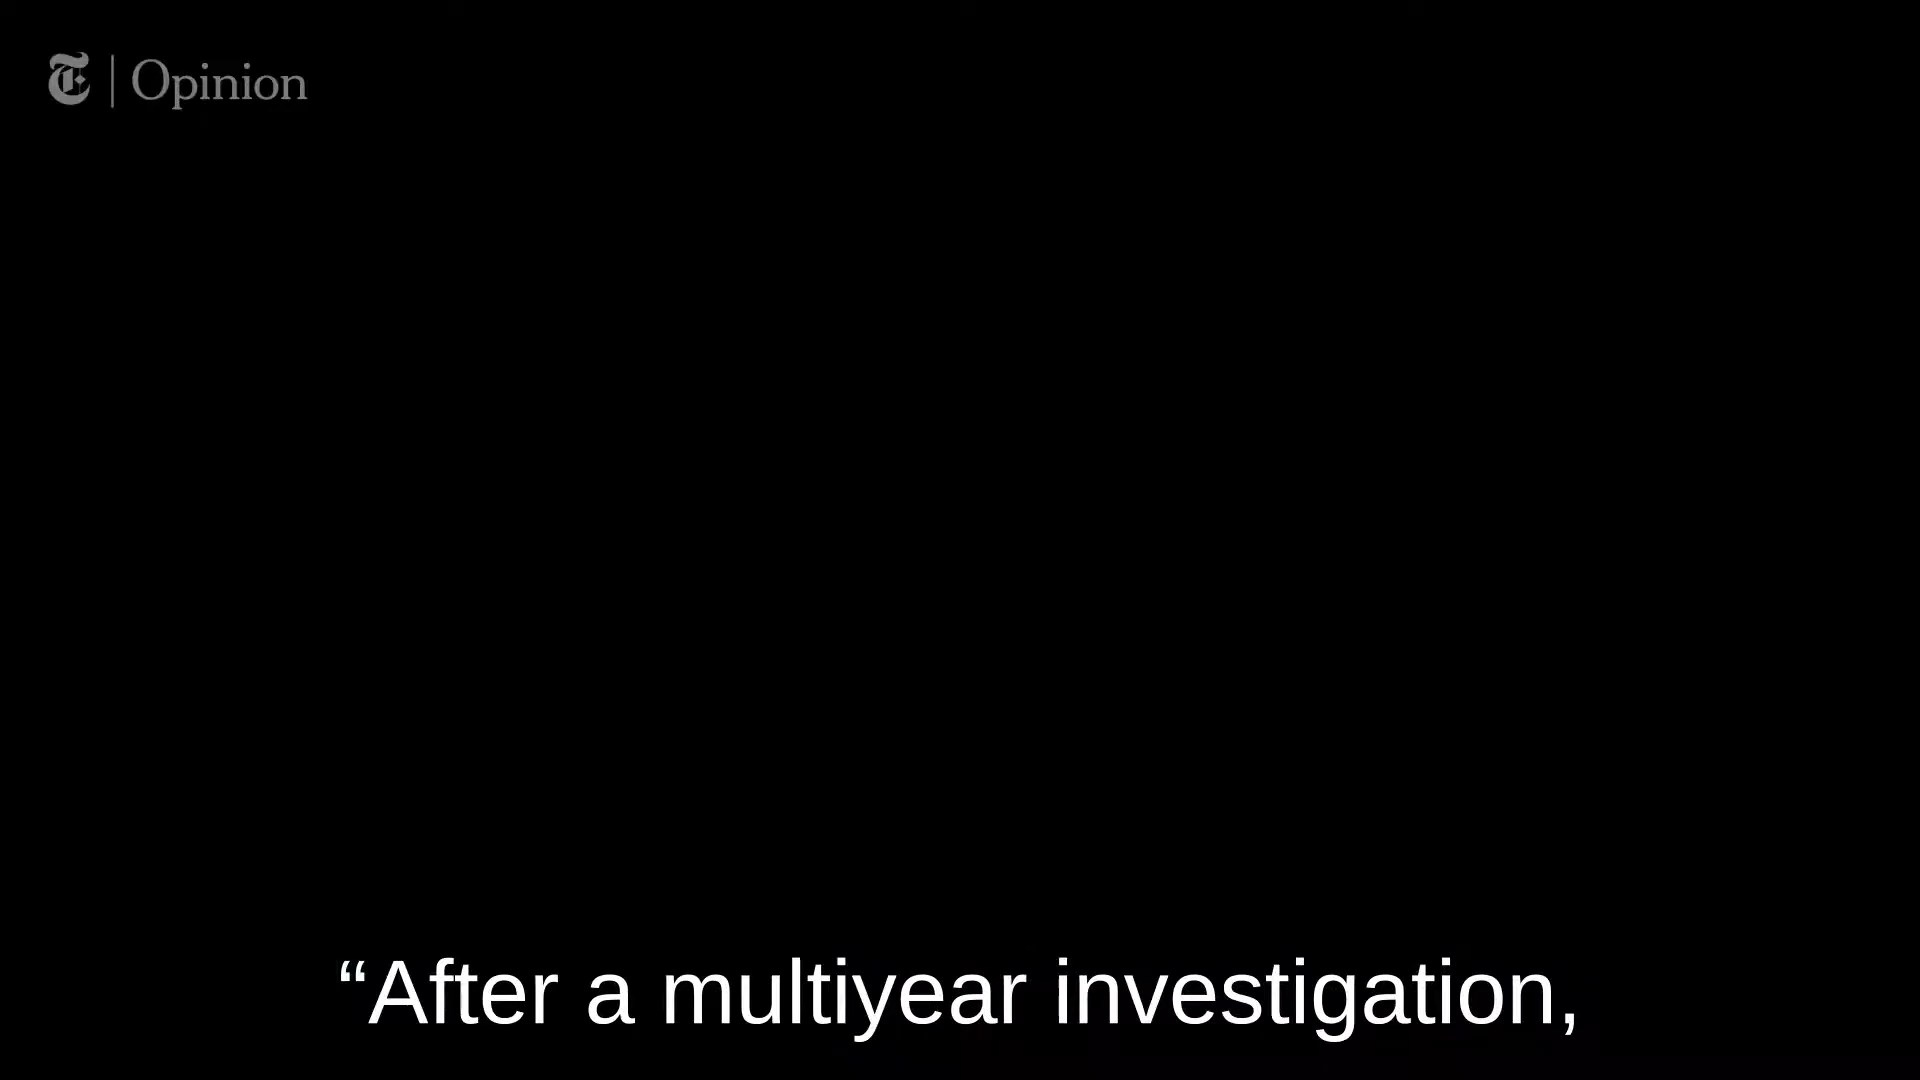 T | Opinion
“After a multiyear investigation,